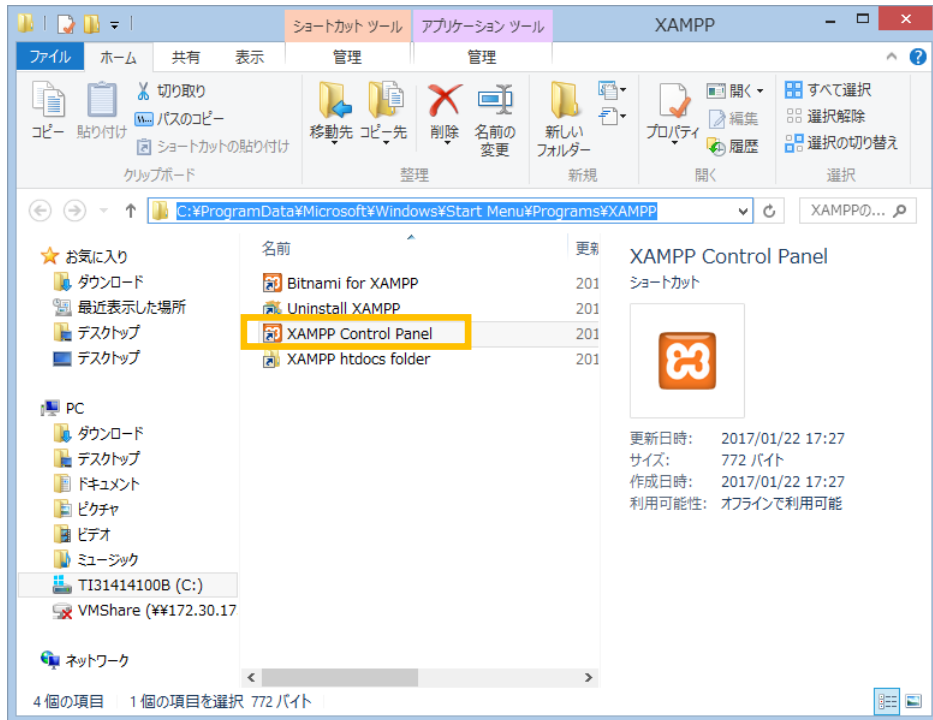 ショートカット ツール アプリケーション ツール XAMPP
ファイル ホーム 共有 表示 管理 管理
コピー 貼り付け 切り取り
パスのコピー
ショートカットの貼り付け
移動先 コピー先 削除 名前の変更
新しいフォルダー
プロパティ 開く
編集
履歴
すべて選択
選択解除
選択の切り替え
クリップボード 整理 新規 開く 選択
C:¥ProgramData¥Microsoft¥Windows¥Start Menu¥Programs¥XAMPP XAMPPの...
お気に入り
ダウンロード
最近表示した場所
デスクトップ
デスクトップ
PC
ダウンロード
デスクトップ
ドキュメント
ピクチャ
ビデオ
ミュージック
TI31414100B (C:)
VMShare (¥¥172.30.17
ネットワーク
名前 更新
Bitnami for XAMPP 201
Uninstall XAMPP 201
XAMPP Control Panel 201
XAMPP htdocs folder 201
XAMPP Control Panel
ショートカット
更新日時: 2017/01/22 17:27
サイズ: 772 バイト
作成日時: 2017/01/22 17:27
利用可能性: オフラインで利用可能
4 個の項目 1 個の項目を選択 772 バイト